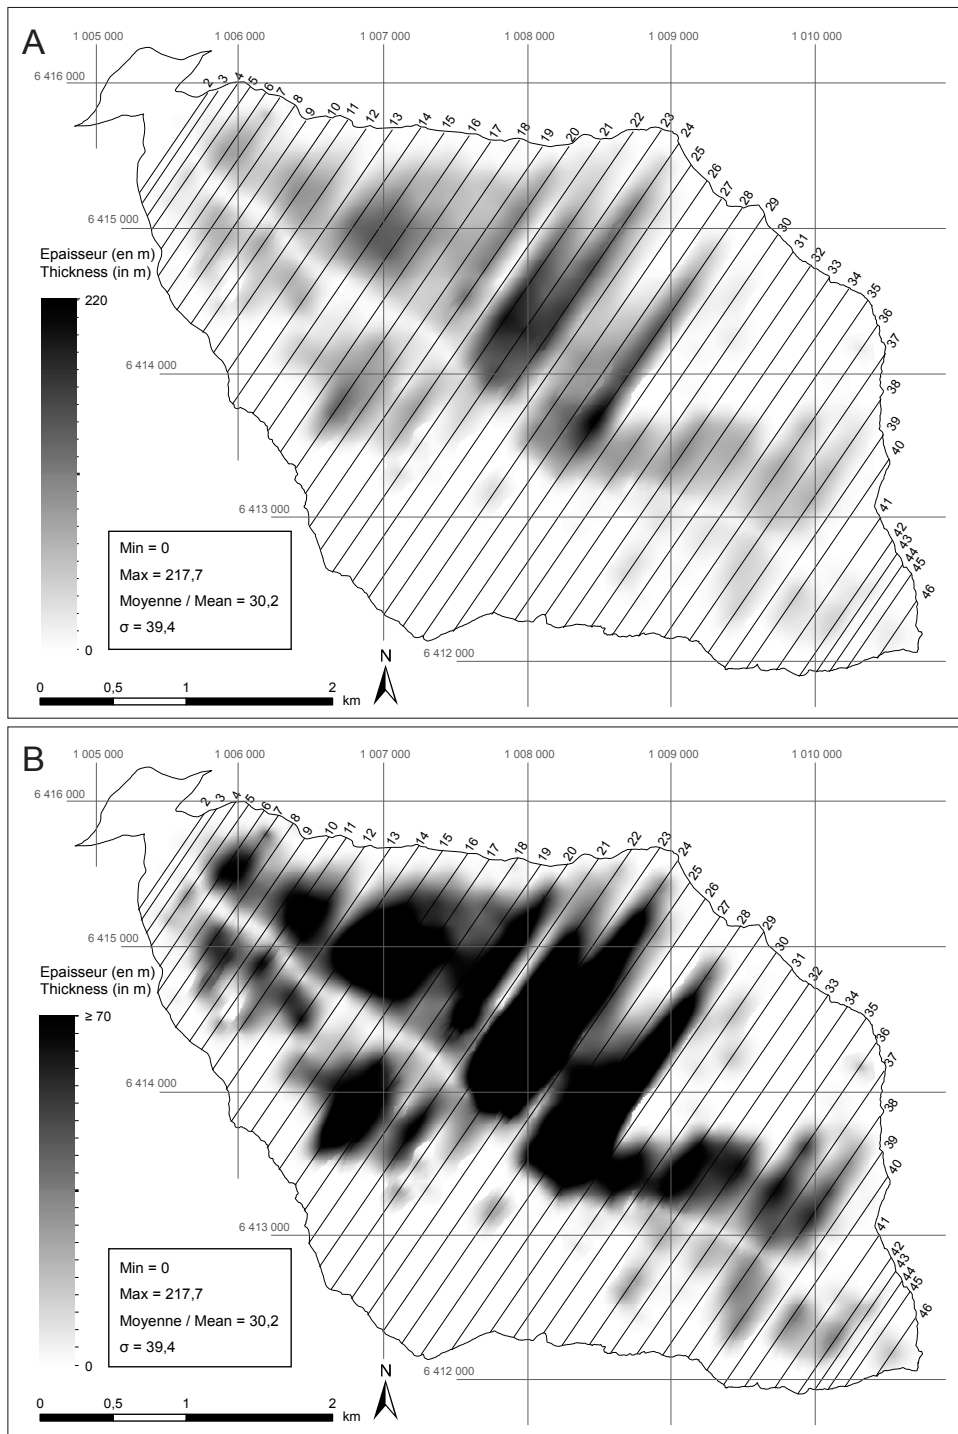 A
1 005 000 1 006 000 1 007 000 1 008 000 1 009 000 1 010 000
6 416 000
2 3 4 5 6 7 8 9 10 11 12 13 14 15 16 17 18 19 20 21 22 23 24
25 26 27 28 29 30 31 32 33 34 35 36 37 38 39 40 41 42 43 44 45 46
6 415 000
Epaisseur (en m)
Thickness (in m)
220
6 414 000
6 413 000
Min = 0
Max = 217,7
Moyenne / Mean = 30,2
σ = 39,4
0
6 412 000
N
0 0,5 1 2
km
B
1 005 000 1 006 000 1 007 000 1 008 000 1 009 000 1 010 000
6 416 000
2 3 4 5 6 7 8 9 10 11 12 13 14 15 16 17 18 19 20 21 22 23 24
25 26 27 28 29 30 31 32 33 34 35 36 37 38 39 40 41 42 43 44 45 46
6 415 000
Epaisseur (en m)
Thickness (in m)
≥ 70
6 414 000
6 413 000
Min = 0
Max = 217,7
Moyenne / Mean = 30,2
σ = 39,4
0
6 412 000
N
0 0,5 1 2
km